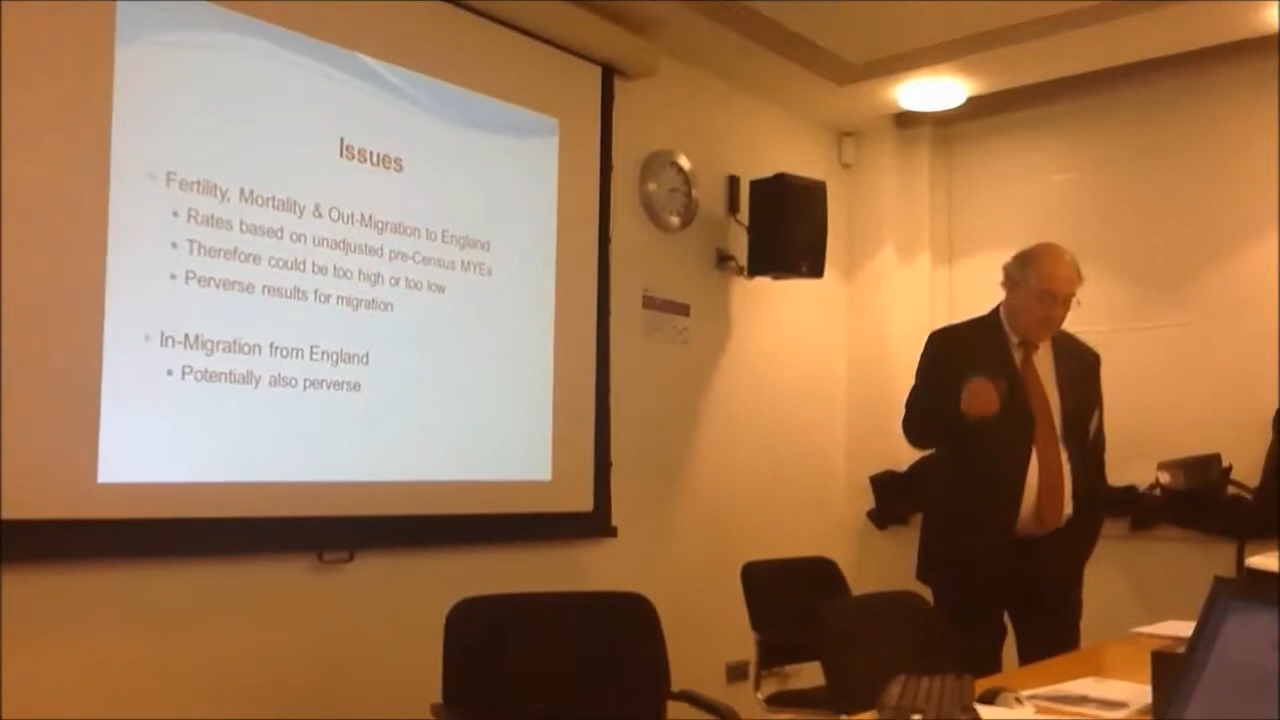 Issues
Fertility, Mortality & Out-Migration to England
Rates based on unadjusted pre-Census MYEs
Therefore could be too high or too low
Perverse results for migration
In-Migration from England
Potentially also perverse